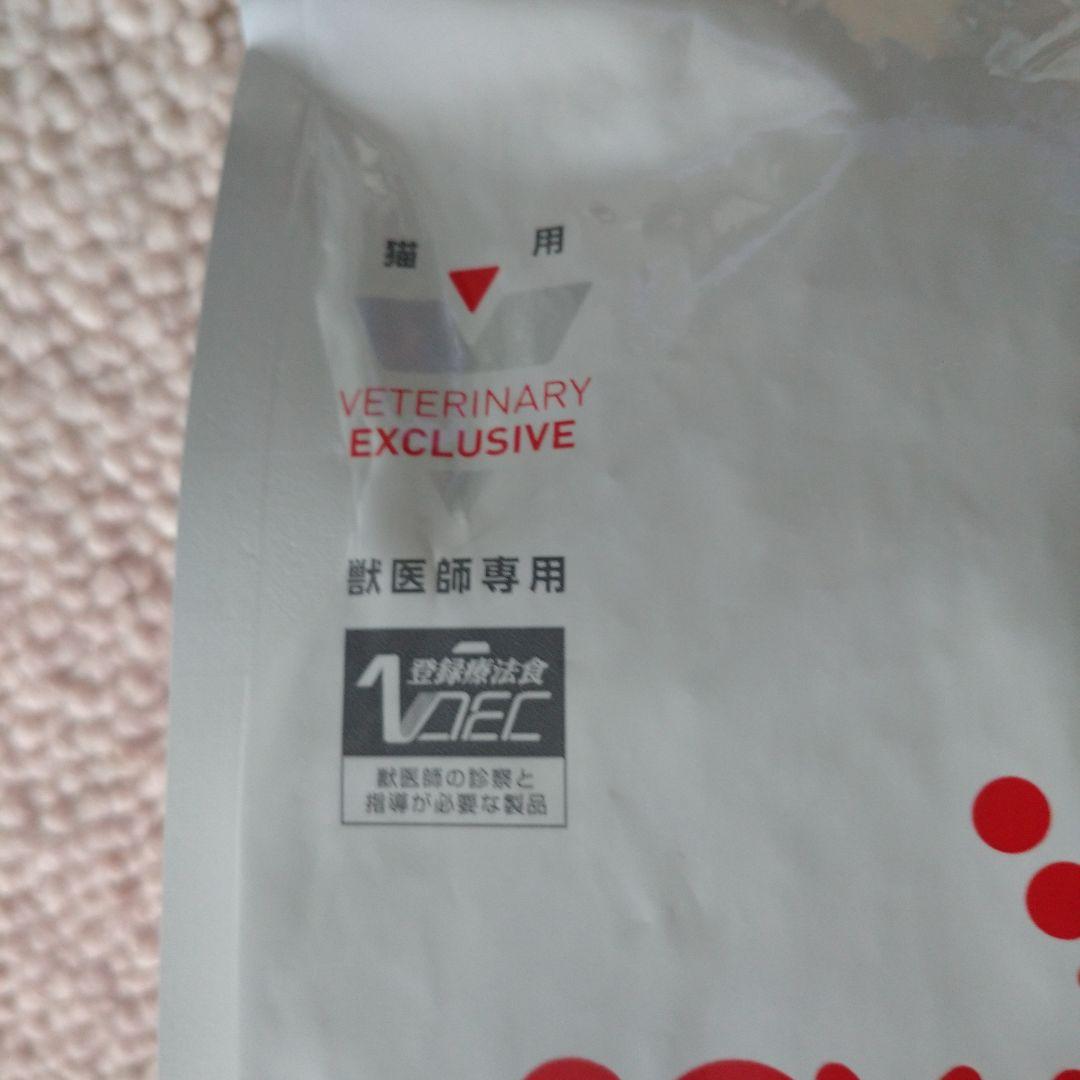 猫 用
VETERINARY
EXCLUSIVE
獣医師専用
登録療法食
VDEC
獣医師の診察と
指導が必要な製品